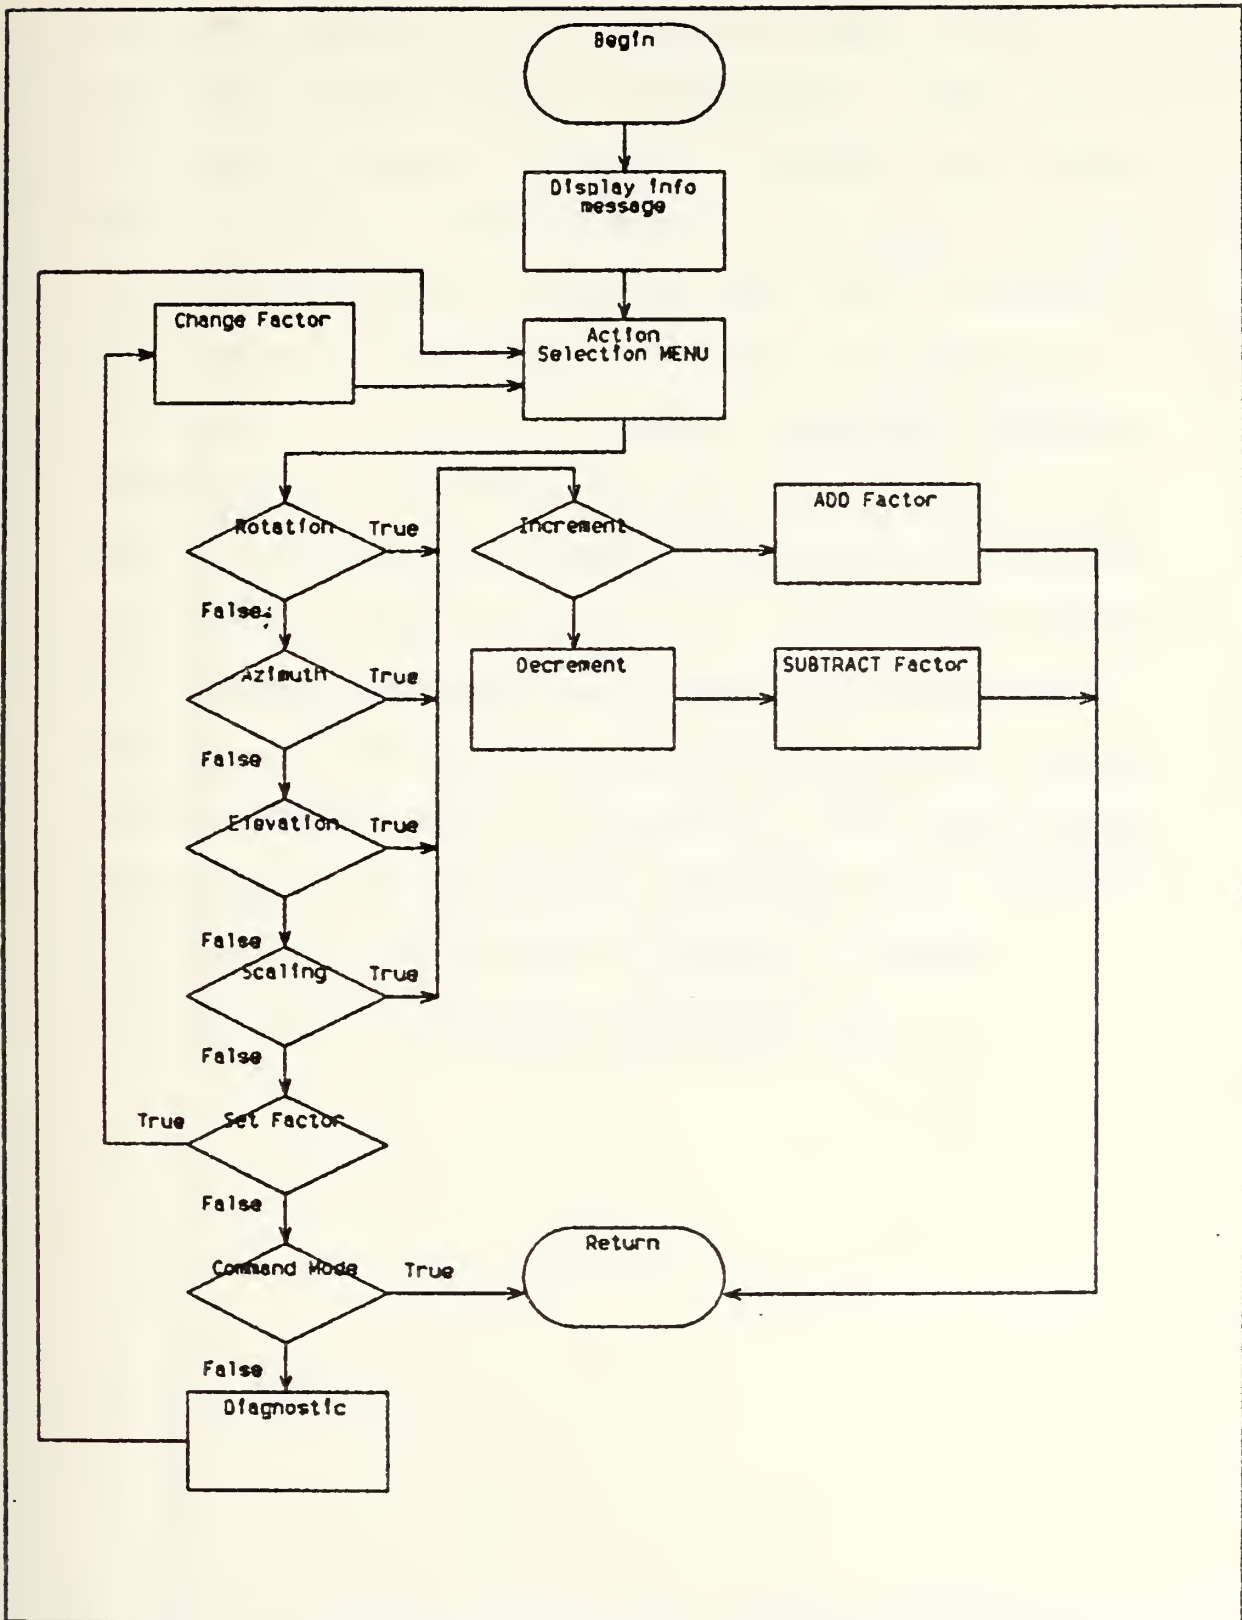 Begin
Display info
message
Change Factor
Action
Selection MENU
Rotation
True
Increment
ADD Factor
False
Azimuth
True
Decrement
SUBTRACT Factor
False
Elevation
True
False
Scaling
True
False
True
Set Factor
False
Command Mode
True
Return
False
Diagnostic